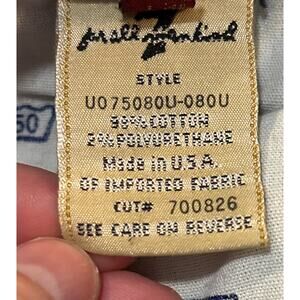 7
for all mankind
STYLE
U075080U-080U
98%COTTON
2%POLYURETHANE
Made in U.S.A.
OF IMPORTED FABRIC
CUT# 700826
SEE CARE ON REVERSE
50